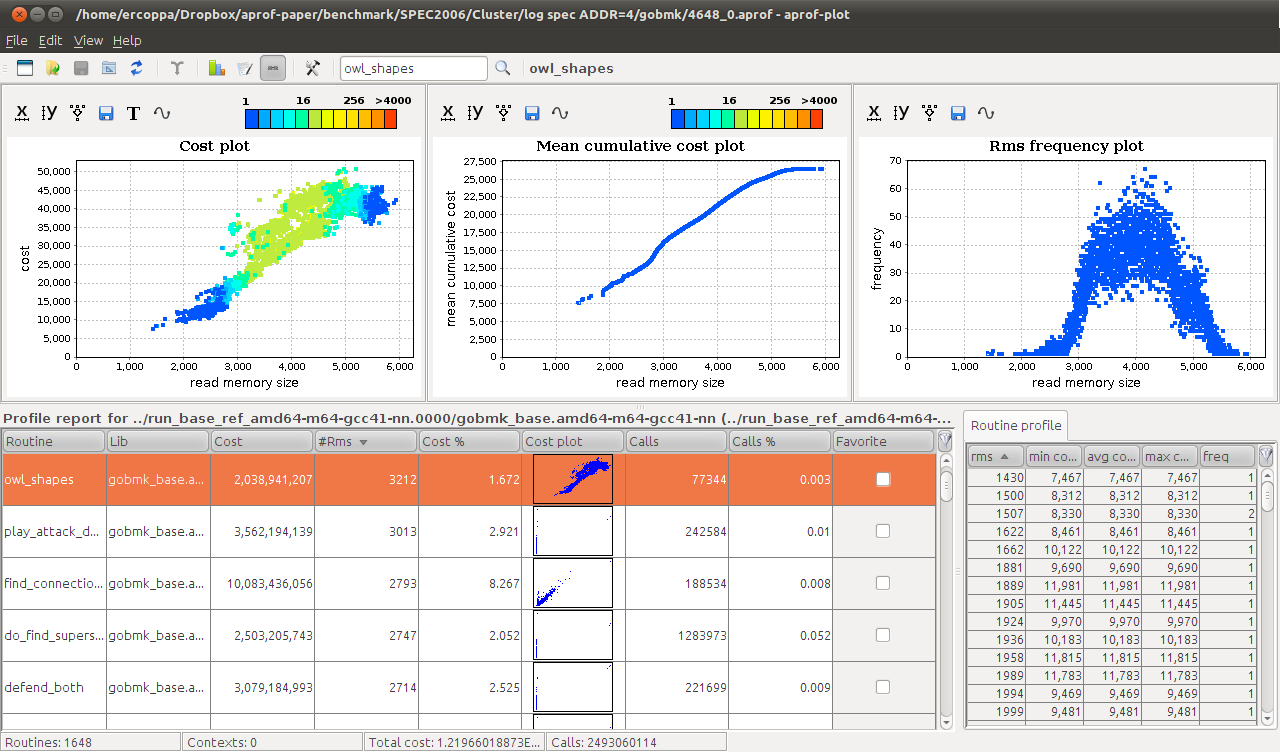 /home/ercoppa/Dropbox/aprof-paper/benchmark/SPEC2006/Cluster/log spec ADDR=4/gobmk/4648_0.aprof - aprof-plot
File Edit View Help
owl_shapes owl_shapes
X Y T
1 16 256 >4000
Cost plot
50,000
45,000
40,000
35,000
30,000
25,000
20,000
15,000
10,000
5,000
0
cost
0 1,000 2,000 3,000 4,000 5,000 6,000
read memory size
X Y
1 16 256 >4000
Mean cumulative cost plot
27,500
25,000
22,500
20,000
17,500
15,000
12,500
10,000
7,500
5,000
2,500
0
mean cumulative cost
0 1,000 2,000 3,000 4,000 5,000 6,000
read memory size
X Y
Rms frequency plot
70
60
50
40
30
20
10
0
frequency
0 1,000 2,000 3,000 4,000 5,000 6,000
read memory size
Profile report for ../run_base_ref_amd64-m64-gcc41-nn.0000/gobmk_base.amd64-m64-gcc41-nn (../run_base_ref_amd64-m64-...
Routine Lib Cost #Rms Cost % Cost plot Calls Calls % Favorite
owl_shapes gobmk_base.a... 2,038,941,207 3212 1.672 77344 0.003
play_attack_d... gobmk_base.a... 3,562,194,139 3013 2.921 242584 0.01
find_connectio... gobmk_base.a... 10,083,436,056 2793 8.267 188534 0.008
do_find_supers... gobmk_base.a... 2,503,205,743 2747 2.052 1283973 0.052
defend_both gobmk_base.a... 3,079,184,993 2714 2.525 221699 0.009
Routine profile
rms min co... avg co... max c... freq
1430 7,467 7,467 7,467 1
1500 8,312 8,312 8,312 1
1507 8,330 8,330 8,330 2
1622 8,461 8,461 8,461 1
1662 10,122 10,122 10,122 1
1881 9,690 9,690 9,690 1
1889 11,981 11,981 11,981 1
1905 11,445 11,445 11,445 1
1924 9,970 9,970 9,970 1
1936 10,183 10,183 10,183 1
1958 11,815 11,815 11,815 1
1989 11,783 11,783 11,783 1
1994 9,469 9,469 9,469 1
1999 9,481 9,481 9,481 1
Routines: 1648 Contexts: 0 Total cost: 1.21966018873E... Calls: 2493060114